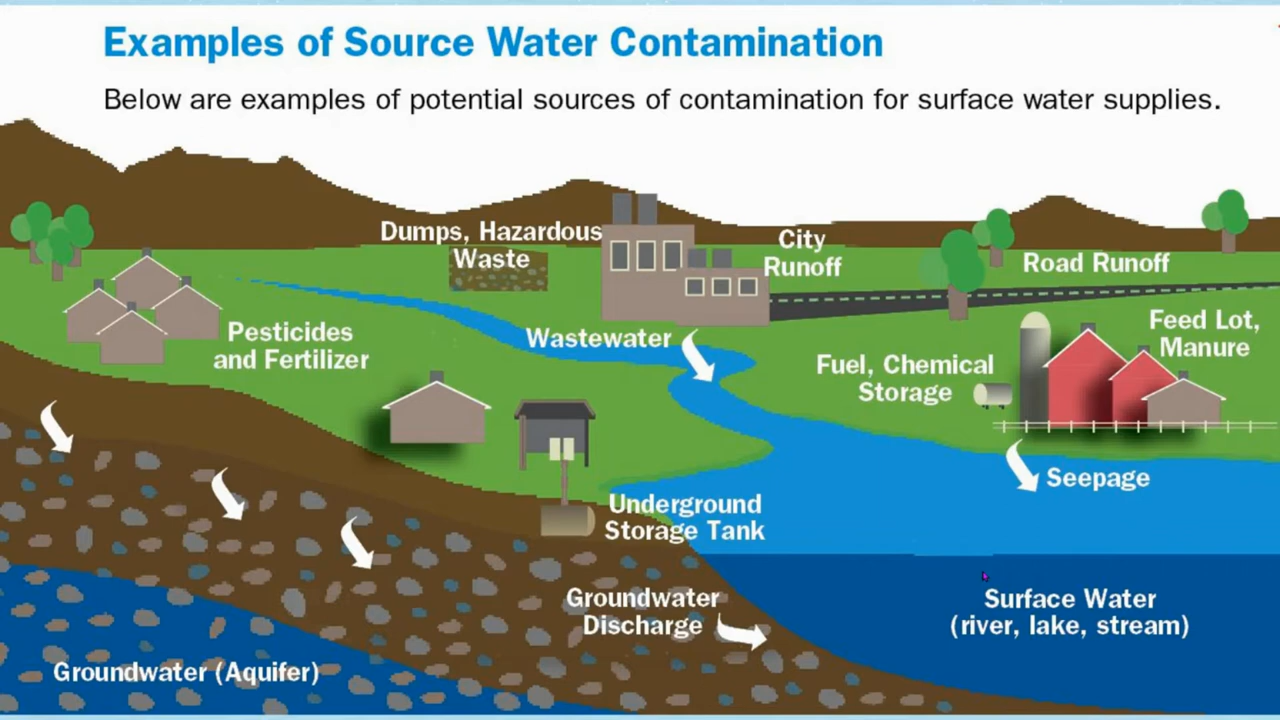 Examples of Source Water Contamination
Below are examples of potential sources of contamination for surface water supplies.
Dumps, Hazardous
Waste
City
Runoff
Road Runoff
Pesticides
and Fertilizer
Wastewater
Feed Lot,
Manure
Fuel, Chemical
Storage
Seepage
Underground
Storage Tank
Groundwater
Discharge
Surface Water
(river, lake, stream)
Groundwater (Aquifer)